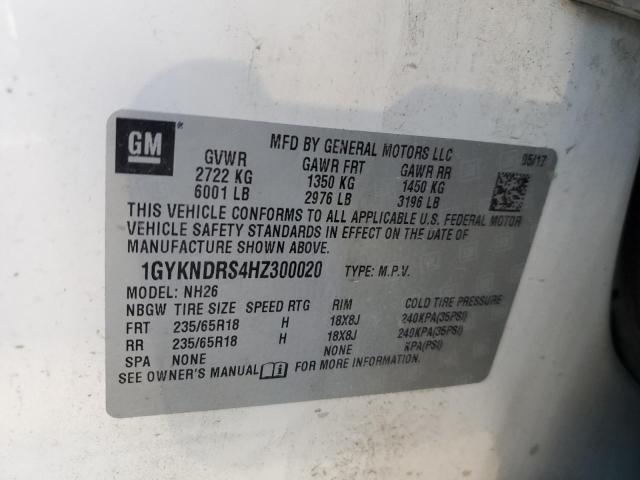 GM
MFD BY GENERAL MOTORS LLC 05/17
GVWR GAWR FRT GAWR RR
2722 KG 1350 KG 1450 KG
6001 LB 2976 LB 3196 LB
THIS VEHICLE CONFORMS TO ALL APPLICABLE U.S. FEDERAL MOTOR
VEHICLE SAFETY STANDARDS IN EFFECT ON THE DATE OF
MANUFACTURE SHOWN ABOVE.
1GYKNDRS4HZ300020 TYPE: M.P.V.
MODEL: NH26
NBGW TIRE SIZE SPEED RTG RIM COLD TIRE PRESSURE
FRT 235/65R18 H 18X8J 240KPA(35PSI)
RR 235/65R18 H 18X8J 240KPA(35PSI)
SPA NONE NONE KPA(PSI)
SEE OWNER'S MANUAL FOR MORE INFORMATION.